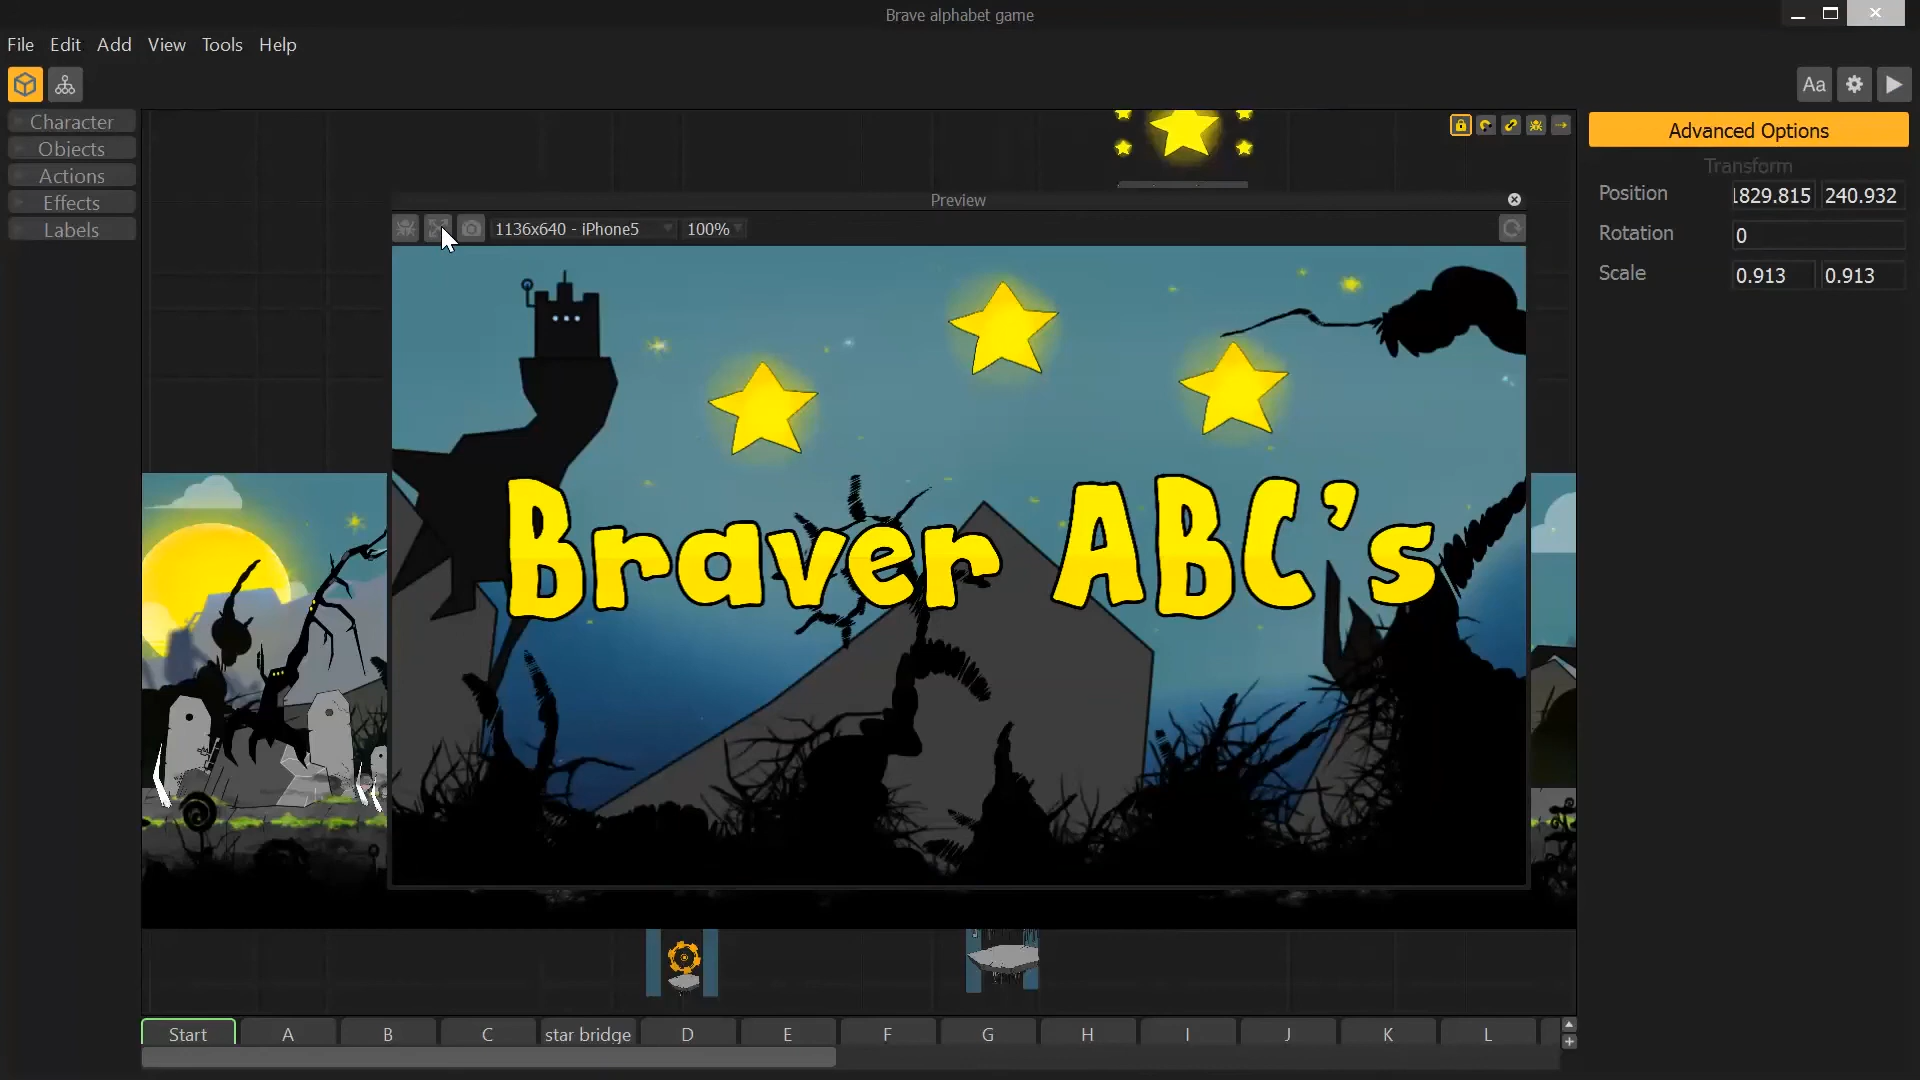 Brave alphabet game
File Edit Add View Tools Help
Aa
Character
Objects
Actions
Effects
Labels
Advanced Options
Transform
Position 1829.815 240.932
Rotation 0
Scale 0.913 0.913
Preview
1136x640 - iPhone5 100%
Braver ABC's
Start A B C star bridge D E F G H I J K L